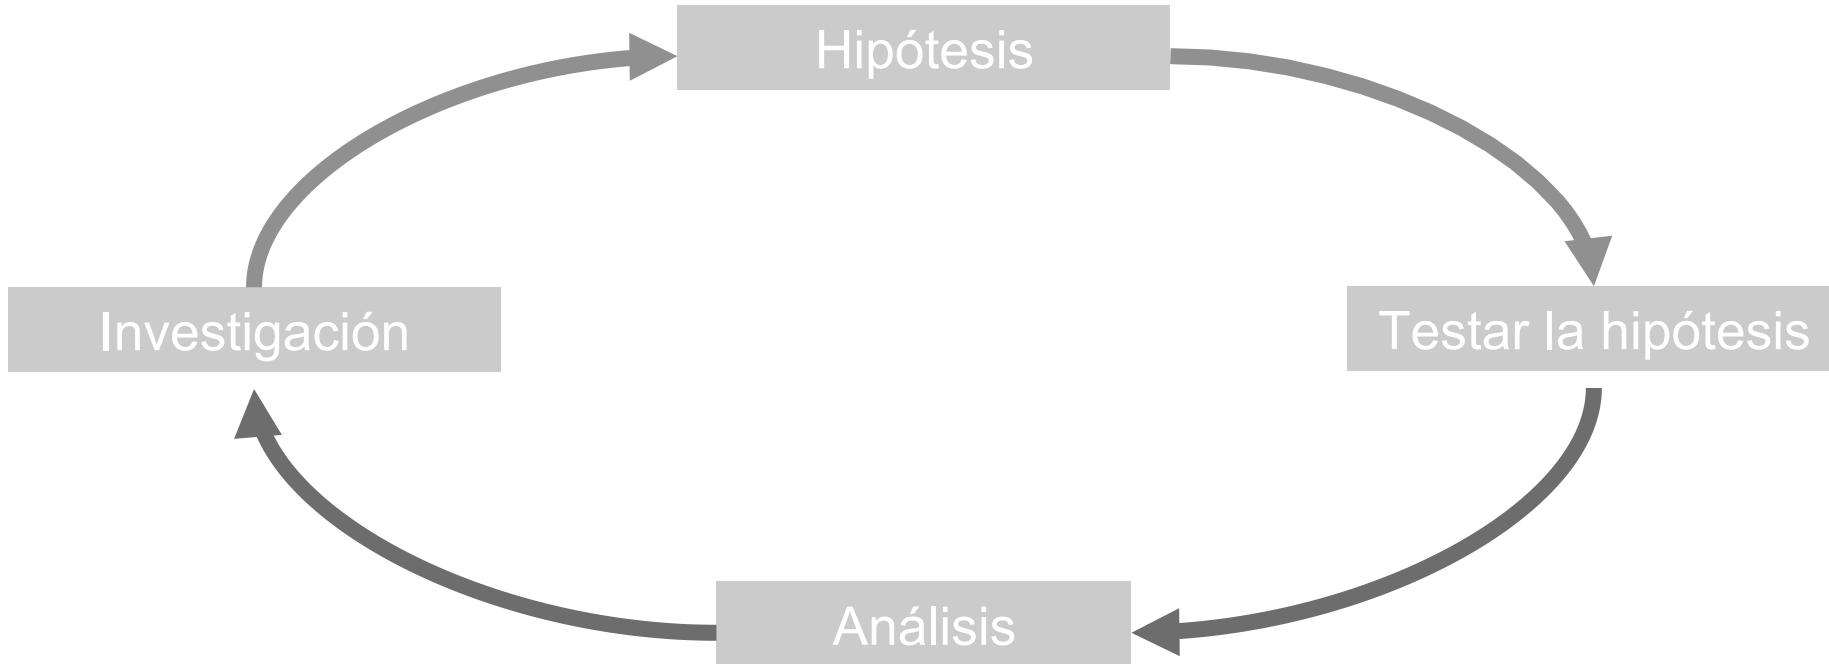 Hipótesis
Investigación
Testar la hipótesis
Análisis